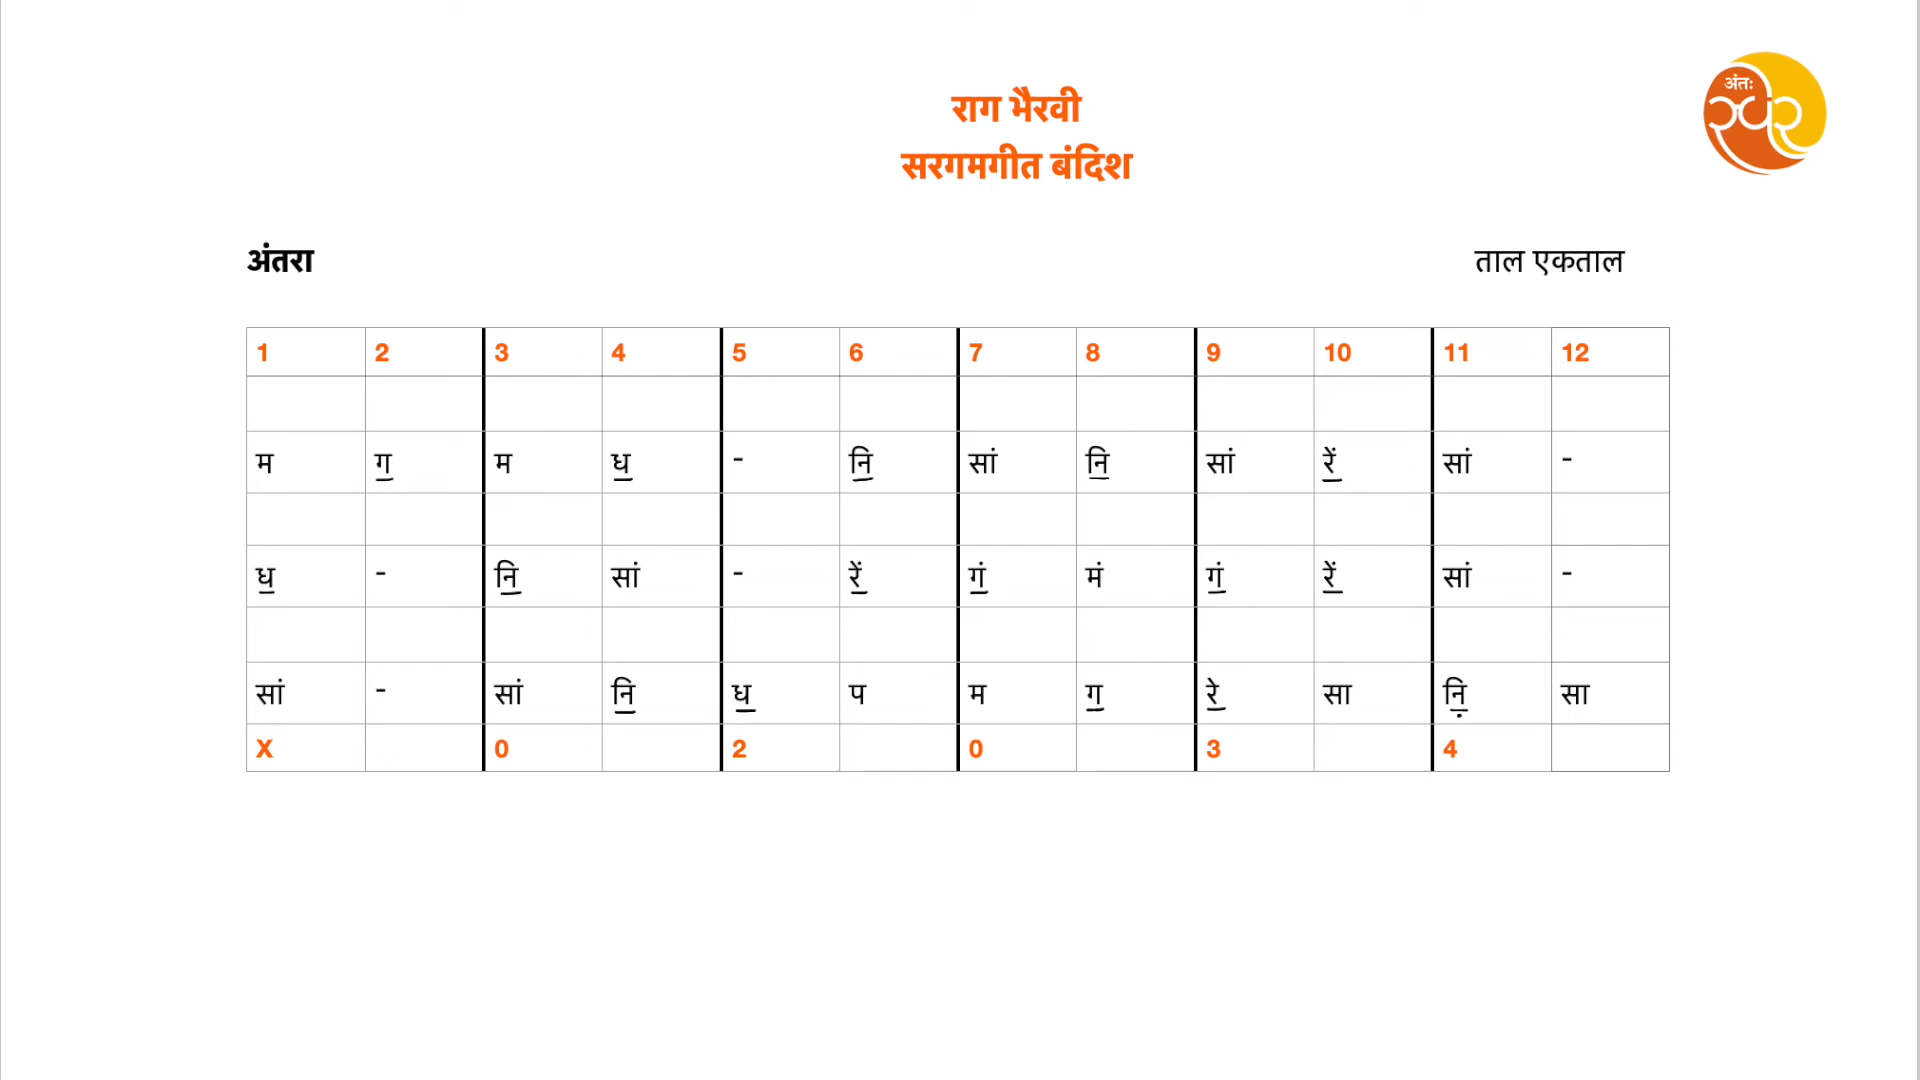 अंतः
स्वर
राग भैरवी
सरगमगीत बंदिश
अंतरा ताल एकताल
1 2 3 4 5 6 7 8 9 10 11 12
म ग॒ म ध॒ - नि॒ सां नि॒ सां रें॒ सां -
ध॒ - नि॒ सां - रें॒ गं॒ मं गं॒ रें॒ सां -
सां - सां नि॒ ध॒ प म ग॒ रे॒ सा नि॒̣ सा
X 0 2 0 3 4